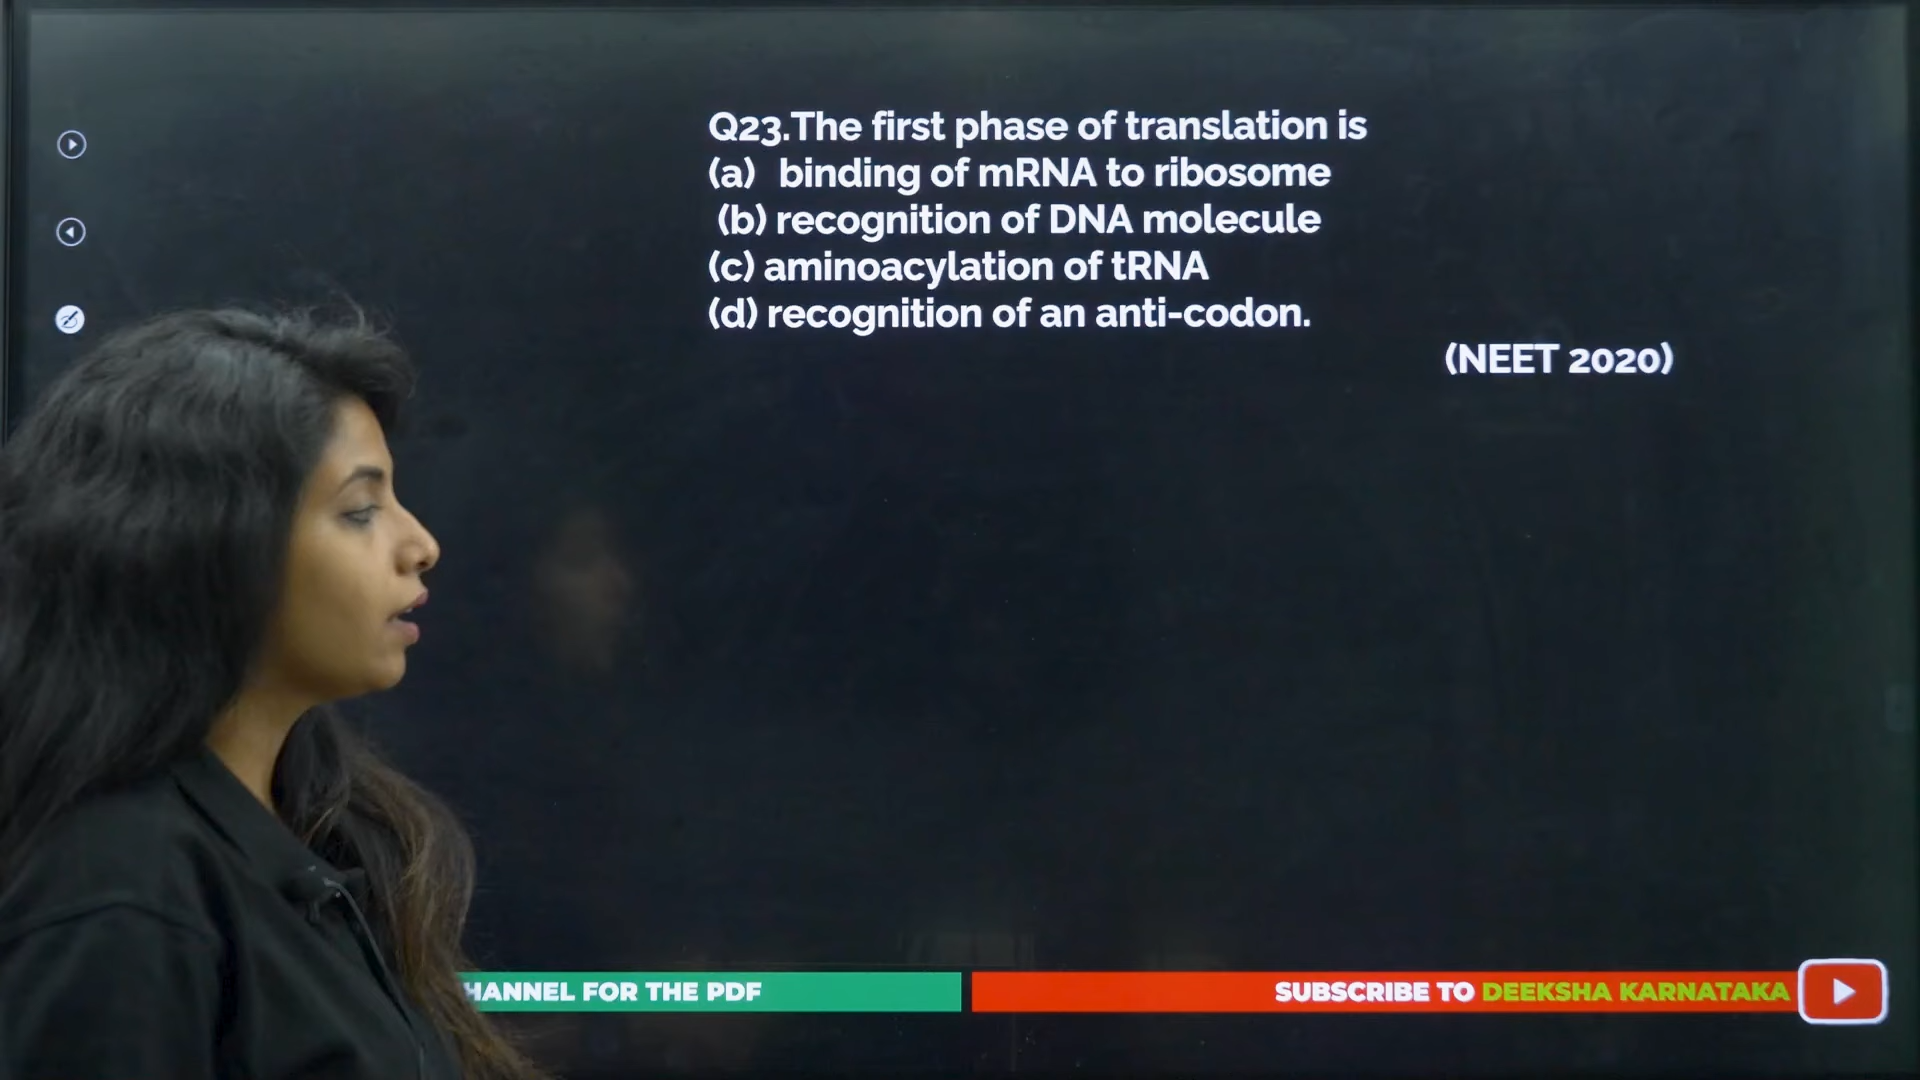 Q23.The first phase of translation is
(a) binding of mRNA to ribosome
(b) recognition of DNA molecule
(c) aminoacylation of tRNA
(d) recognition of an anti-codon.
(NEET 2020)
HANNEL FOR THE PDF
SUBSCRIBE TO DEEKSHA KARNATAKA